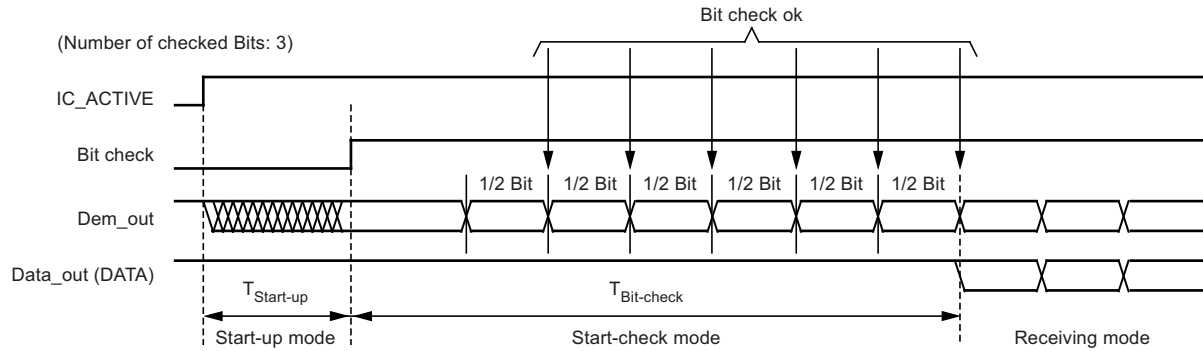 Bit check ok
(Number of checked Bits: 3)
IC_ACTIVE
Bit check
1/2 Bit 1/2 Bit 1/2 Bit 1/2 Bit 1/2 Bit 1/2 Bit
Dem_out
Data_out (DATA)
TStart-up TBit-check
Start-up mode Start-check mode Receiving mode